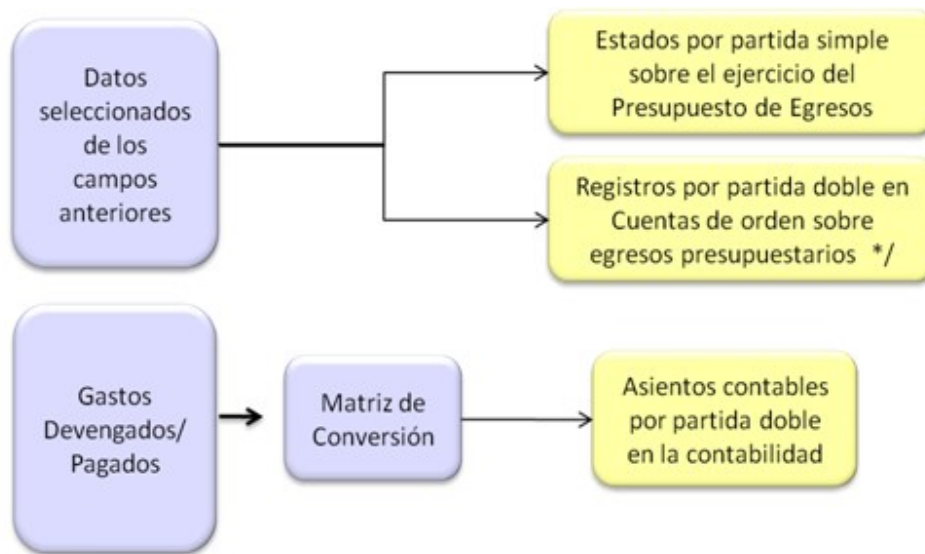 Datos
seleccionados
de los
campos
anteriores
Estados por partida simple
sobre el ejercicio del
Presupuesto de Egresos
Registros por partida doble en
Cuentas de orden sobre
egresos presupuestarios */
Gastos
Devengados/
Pagados
Matriz de
Conversión
Asientos contables
por partida doble
en la contabilidad